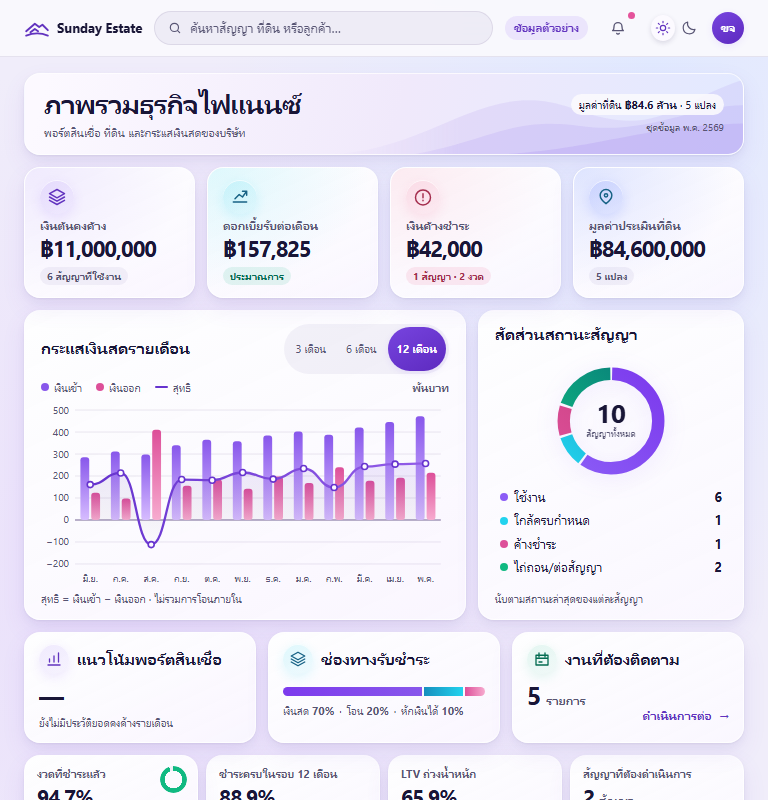 Sunday Estate
ค้นหาสัญญา ที่ดิน หรือลูกค้า...
ข้อมูลตัวอย่าง
ขจ
ภาพรวมธุรกิจไฟแนนซ์
พอร์ตสินเชื่อ ที่ดิน และกระแสเงินสดของบริษัท
มูลค่าที่ดิน ฿84.6 ล้าน · 5 แปลง
ชุดข้อมูล พ.ค. 2569
เงินต้นคงค้าง
฿11,000,000
6 สัญญาที่ใช้งาน
ดอกเบี้ยรับต่อเดือน
฿157,825
ประมาณการ
เงินค้างชำระ
฿42,000
1 สัญญา · 2 งวด
มูลค่าประเมินที่ดิน
฿84,600,000
5 แปลง
กระแสเงินสดรายเดือน
3 เดือน 6 เดือน 12 เดือน
เงินเข้า เงินออก สุทธิ พันบาท
500
400
300
200
100
0
−100
−200
มิ.ย. ก.ค. ส.ค. ก.ย. ต.ค. พ.ย. ธ.ค. ม.ค. ก.พ. มี.ค. เม.ย. พ.ค.
สุทธิ = เงินเข้า − เงินออก · ไม่รวมการโอนภายใน
สัดส่วนสถานะสัญญา
10
สัญญาทั้งหมด
ใช้งาน 6
ใกล้ครบกำหนด 1
ค้างชำระ 1
ไถ่ถอน/ต่อสัญญา 2
นับตามสถานะล่าสุดของแต่ละสัญญา
แนวโน้มพอร์ตสินเชื่อ
—
ยังไม่มีประวัติยอดคงค้างรายเดือน
ช่องทางรับชำระ
เงินสด 70% · โอน 20% · หักเงินได้ 10%
งานที่ต้องติดตาม
5 รายการ
ดำเนินการต่อ →
งวดที่ชำระแล้ว
94.7%
ชำระครบในรอบ 12 เดือน
88.9%
LTV ถ่วงน้ำหนัก
65.9%
สัญญาที่ต้องดำเนินการ
2 สัญญา